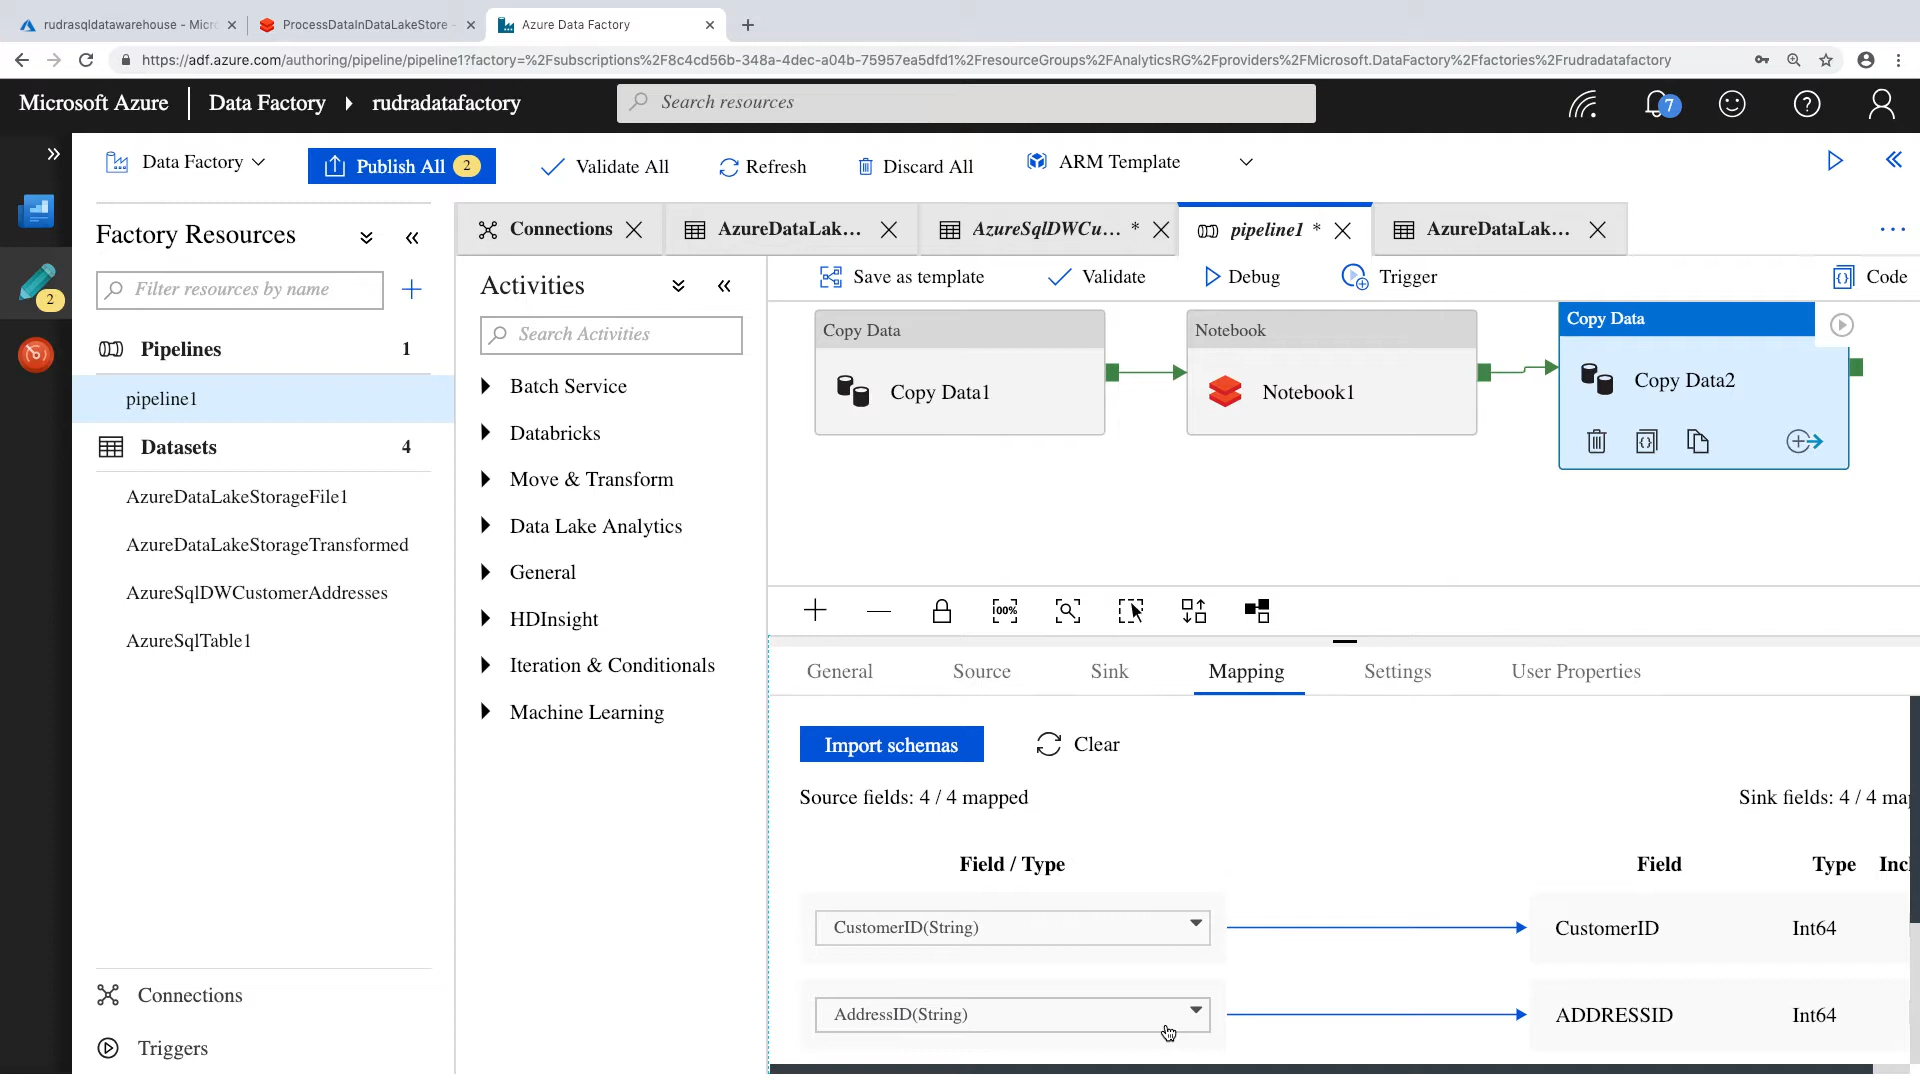 rudrasqldatawarehouse - Micr
ProcessDataInDataLakeStore -
Azure Data Factory
https://adf.azure.com/authoring/pipeline/pipeline1?factory=%2Fsubscriptions%2F8c4cd56b-348a-4dec-a04b-75957ea5dfd1%2FresourceGroups%2FAnalyticsRG%2Fproviders%2FMicrosoft.DataFactory%2Ffactories%2Frudradatafactory
Microsoft Azure
Data Factory
rudradatafactory
Search resources
7
Data Factory
Publish All 2
Validate All
Refresh
Discard All
ARM Template
Factory Resources
Filter resources by name
2
Pipelines 1
pipeline1
Datasets 4
AzureDataLakeStorageFile1
AzureDataLakeStorageTransformed
AzureSqlDWCustomerAddresses
AzureSqlTable1
Connections
Triggers
Connections
AzureDataLak...
AzureSqlDWCu... *
pipeline1 *
AzureDataLak...
Activities
Search Activities
Batch Service
Databricks
Move & Transform
Data Lake Analytics
General
HDInsight
Iteration & Conditionals
Machine Learning
Save as template
Validate
Debug
Trigger
Code
Copy Data
Copy Data1
Notebook
Notebook1
Copy Data
Copy Data2
100%
General
Source
Sink
Mapping
Settings
User Properties
Import schemas
Clear
Source fields: 4 / 4 mapped
Sink fields: 4 / 4 map
Field / Type
Field
Type
Incl
CustomerID(String)
CustomerID
Int64
AddressID(String)
ADDRESSID
Int64